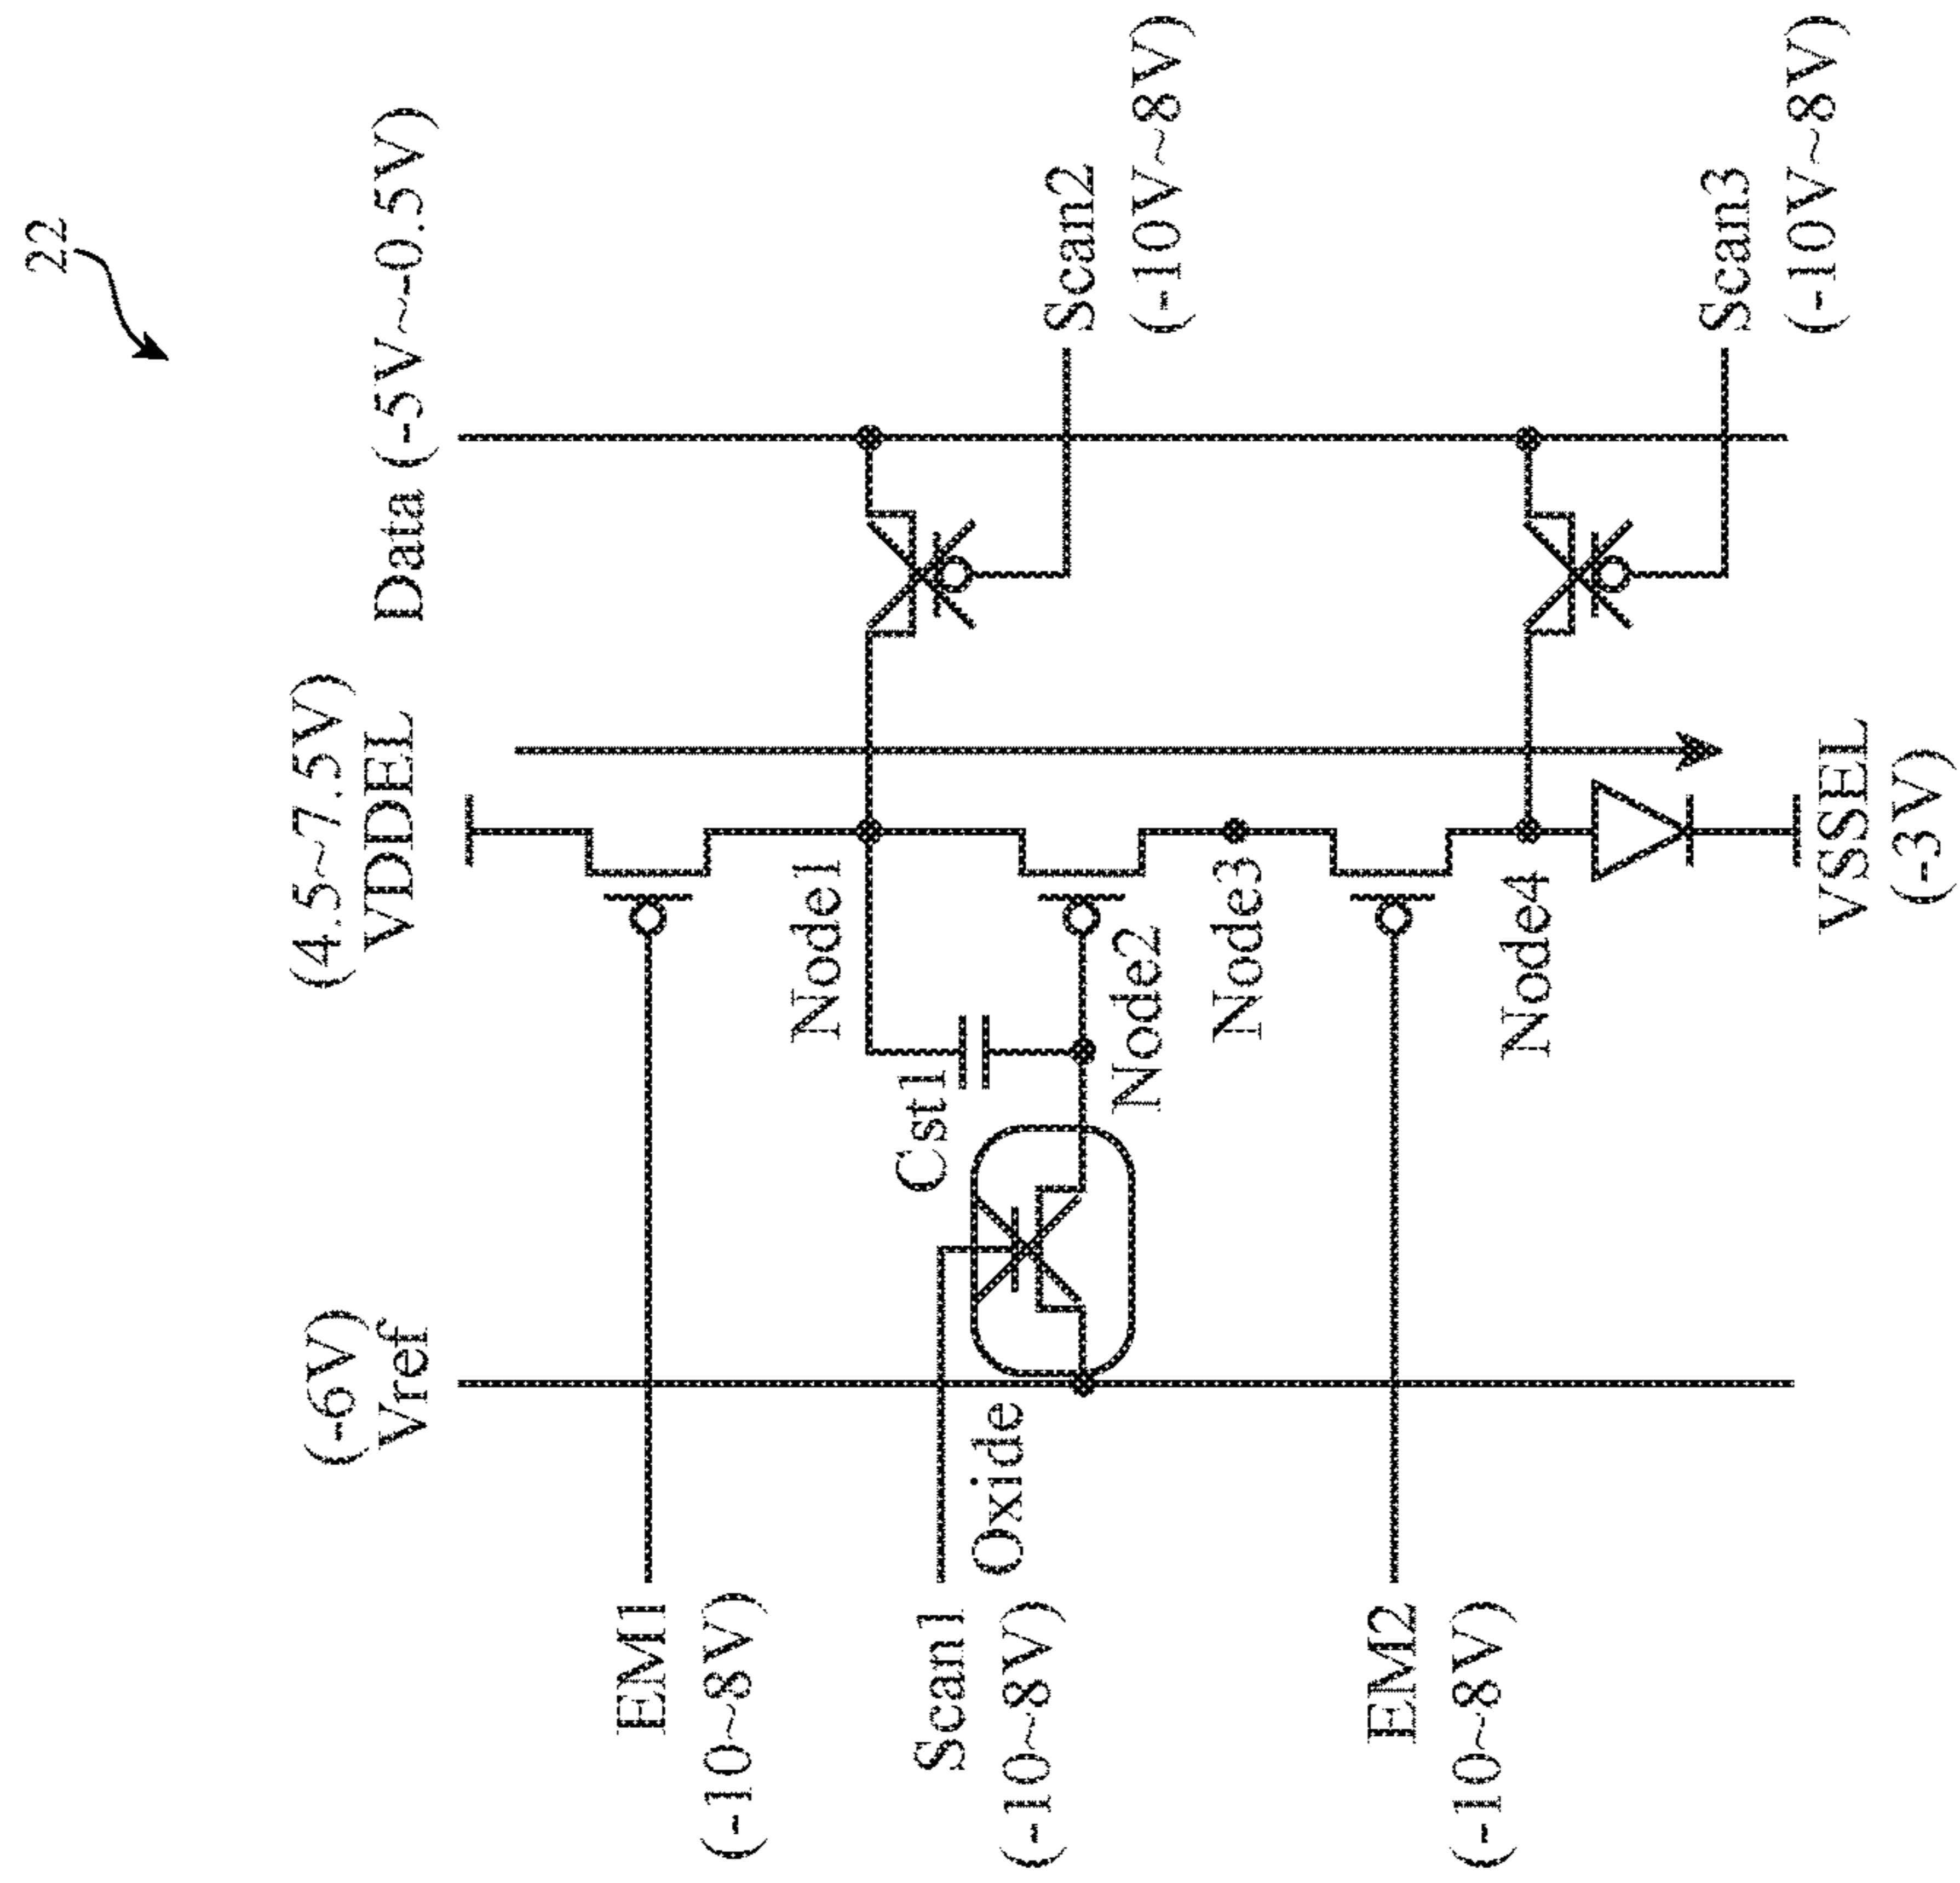 22
Data (-5V~-0.5V)
(4.5~7.5V)
VDDEL
(-6V)
Vref
Scan2
(-10V~8V)
Scan3
(-10V~8V)
Node1
Cst1
Node2
Node3
Node4
VSSEL
(-3V)
Oxide
EM1
(-10~8V)
Scan1
(-10~8V)
EM2
(-10~8V)